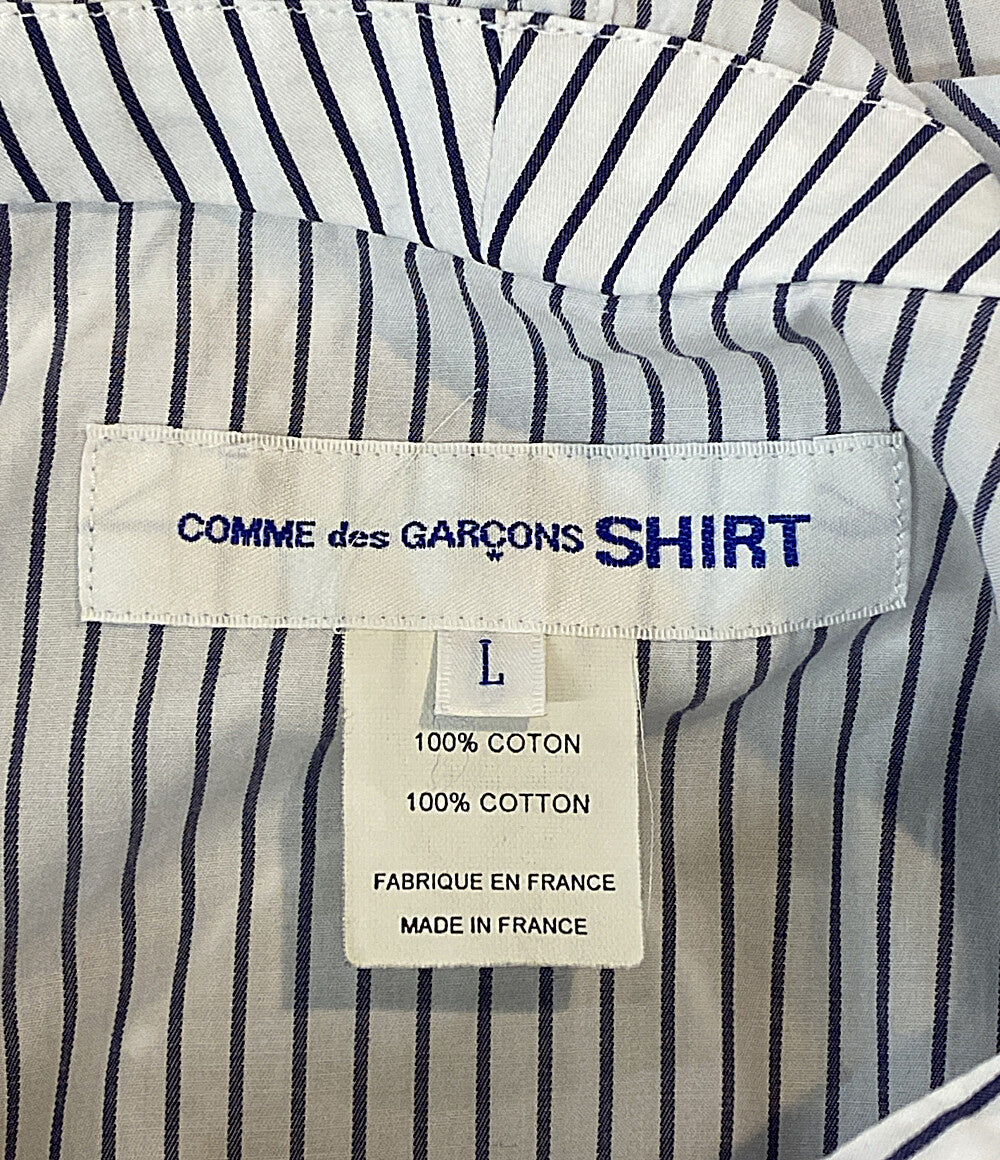 COMME des GARÇONS SHIRT
L
100% COTON
100% COTTON
FABRIQUE EN FRANCE
MADE IN FRANCE